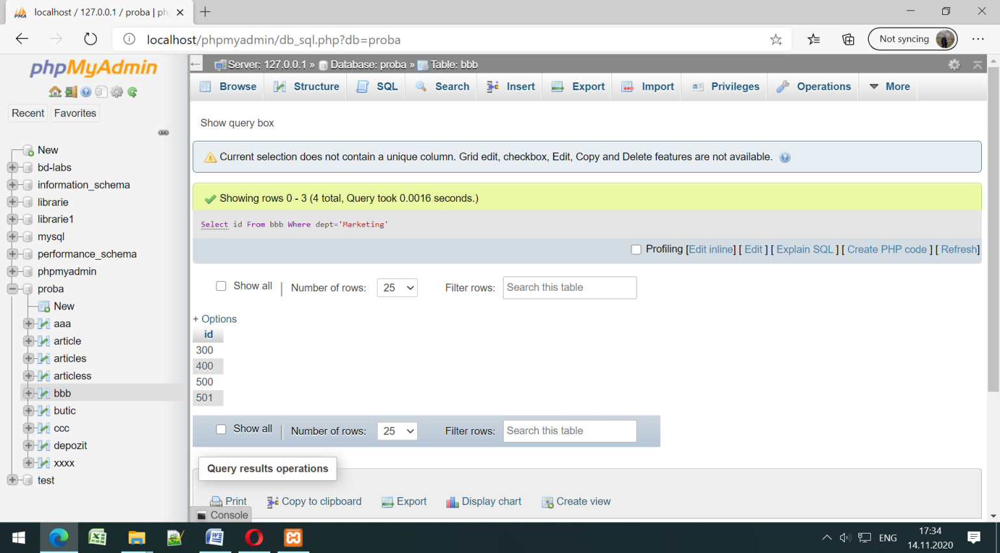 localhost / 127.0.0.1 / proba | ph
localhost/phpmyadmin/db_sql.php?db=proba
Not syncing
phpMyAdmin
Recent
Favorites
New
bd-labs
information_schema
librarie
librarie1
mysql
performance_schema
phpmyadmin
proba
New
aaa
article
articles
articless
bbb
butic
ccc
depozit
xxxx
test
Server: 127.0.0.1 » Database: proba » Table: bbb
Browse Structure SQL Search Insert Export Import Privileges Operations More
Show query box
Current selection does not contain a unique column. Grid edit, checkbox, Edit, Copy and Delete features are not available.
Showing rows 0 - 3 (4 total, Query took 0.0016 seconds.)
Select id From bbb Where dept='Marketing'
Profiling [Edit inline] [ Edit ] [ Explain SQL ] [ Create PHP code ] [ Refresh]
Show all | Number of rows: 25 Filter rows: Search this table
+ Options
id
300
400
500
501
Show all | Number of rows: 25 Filter rows: Search this table
Query results operations
Print Copy to clipboard Export Display chart Create view
Console
ENG
17:34
14.11.2020